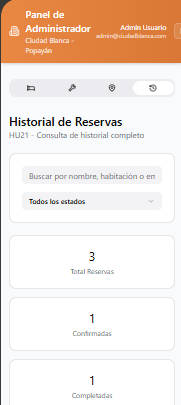 Panel de
Administrador
Ciudad Blanca -
Popayán
Admin Usuario
admin@ciudadblanca.com
Historial de Reservas
HU21 - Consulta de historial completo
Buscar por nombre, habitación o em
Todos los estados
3
Total Reservas
1
Confirmadas
1
Completadas